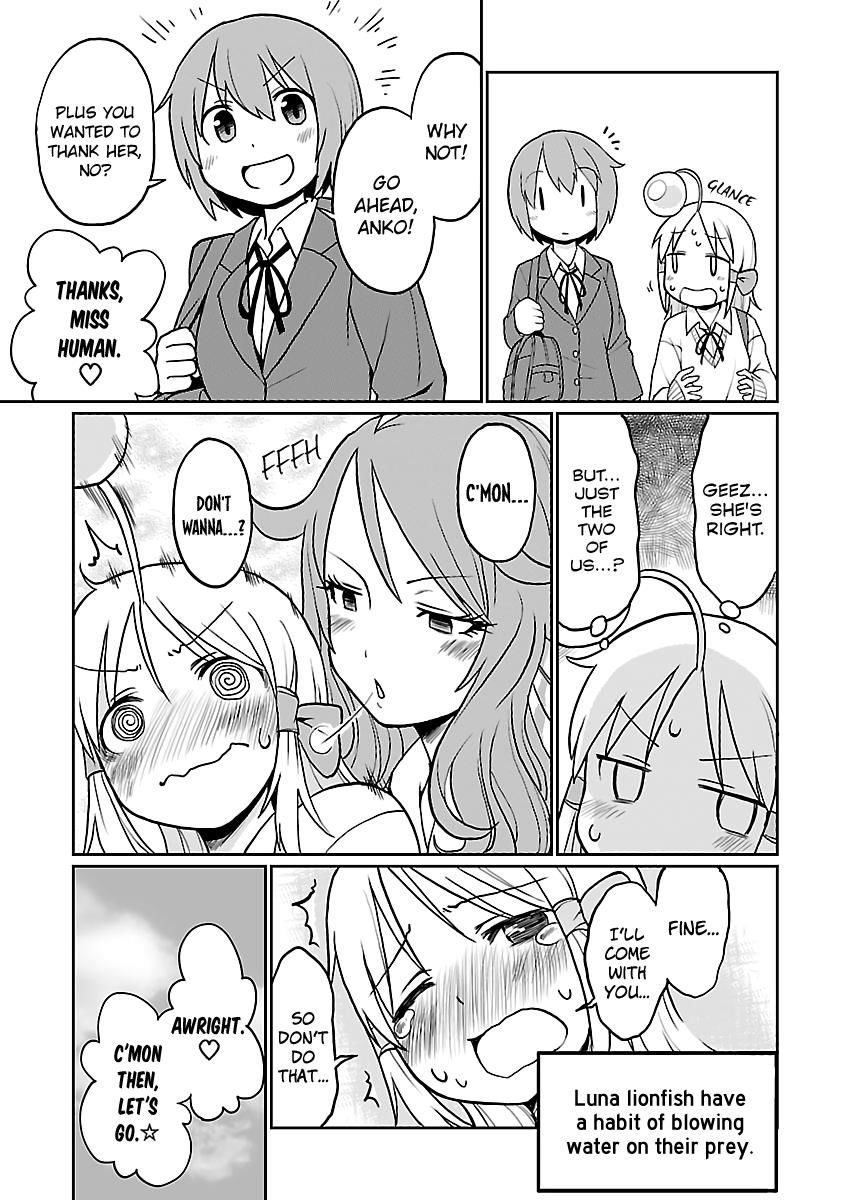 GLANCE
WHY
NOT!
GO
AHEAD,
ANKO!
PLUS YOU
WANTED TO
THANK HER,
NO?
THANKS,
MISS
HUMAN.
♡
GEEZ...
SHE'S
RIGHT.
BUT...
JUST
THE
TWO
OF
US...?
C'MON...
FFFH
DON'T
WANNA...?
FINE...
I'LL
COME
WITH
YOU...
SO
DON'T
DO
THAT...
Luna lionfish have
a habit of blowing
water on their prey.
AWRIGHT.
♡
C'MON
THEN,
LET'S
GO.☆